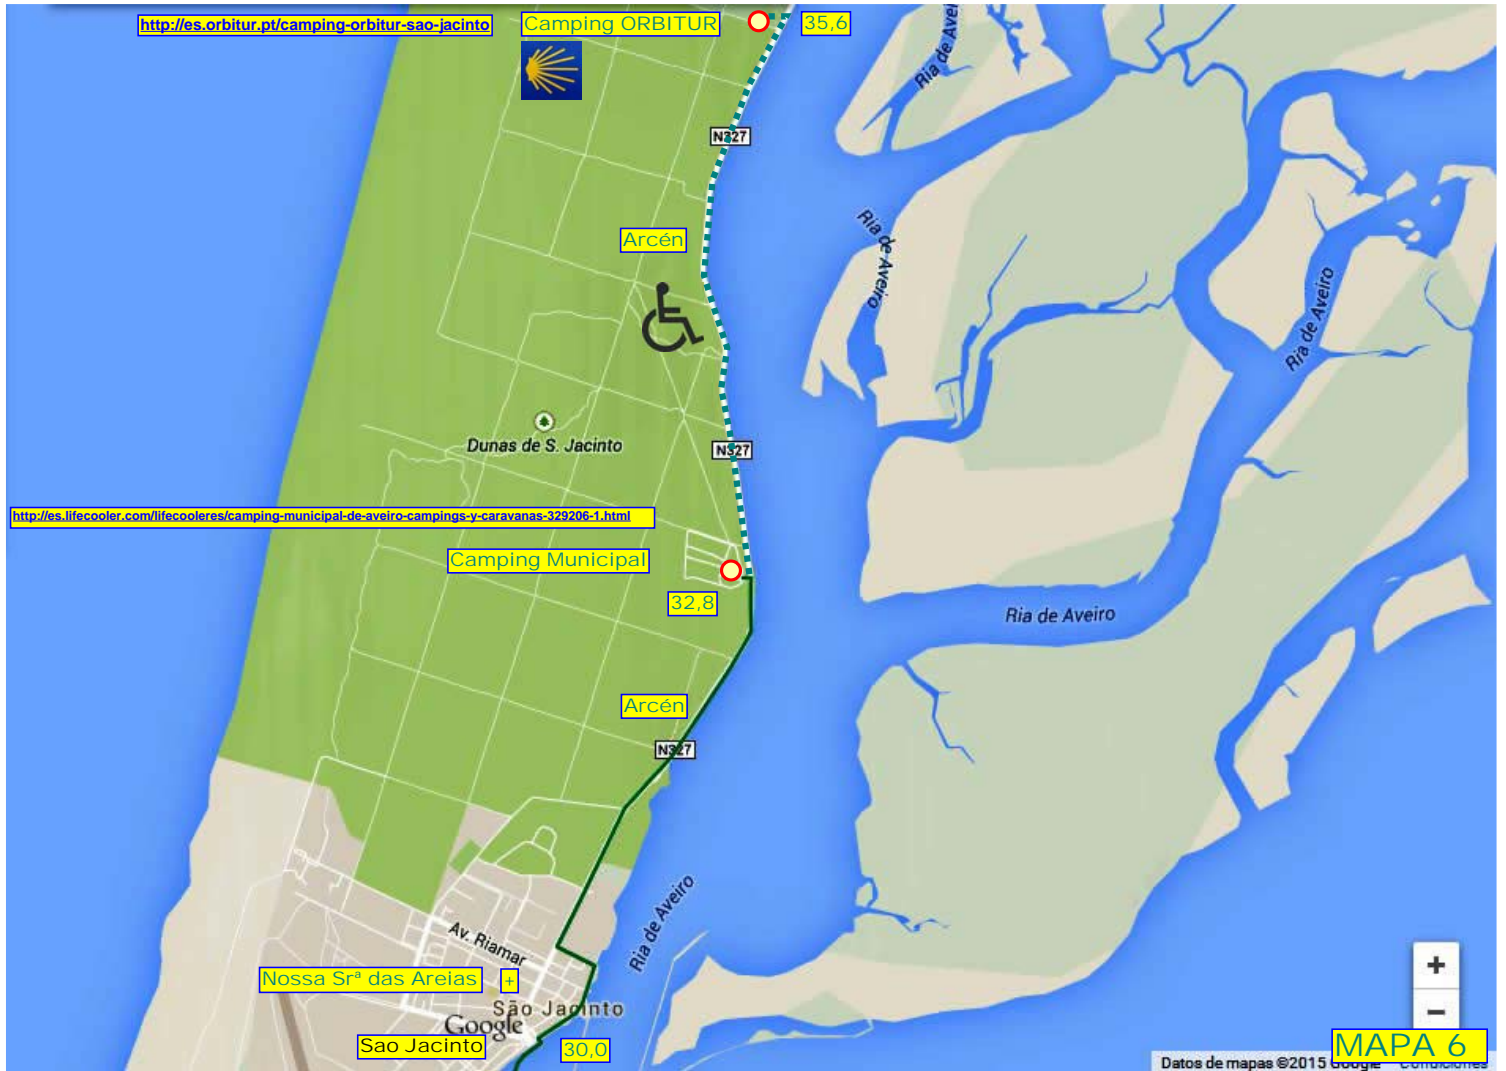 http://es.orbitur.pt/camping-orbitur-sao-jacinto
Camping ORBITUR
35,6
Ria de Avei
N327
Ria de Aveiro
Arcén
Ria de Aveiro
Dunas de S. Jacinto
N327
http://es.lifecooler.com/lifecooleres/camping-municipal-de-aveiro-campings-y-caravanas-329206-1.html
Camping Municipal
32,8
Ria de Aveiro
Arcén
N327
Ria de Aveiro
Av. Riamar
Nossa Srª das Areias
+
São Jacinto
Google
Sao Jacinto
30,0
+
−
MAPA 6
Datos de mapas ©2015 Google
Condiciones